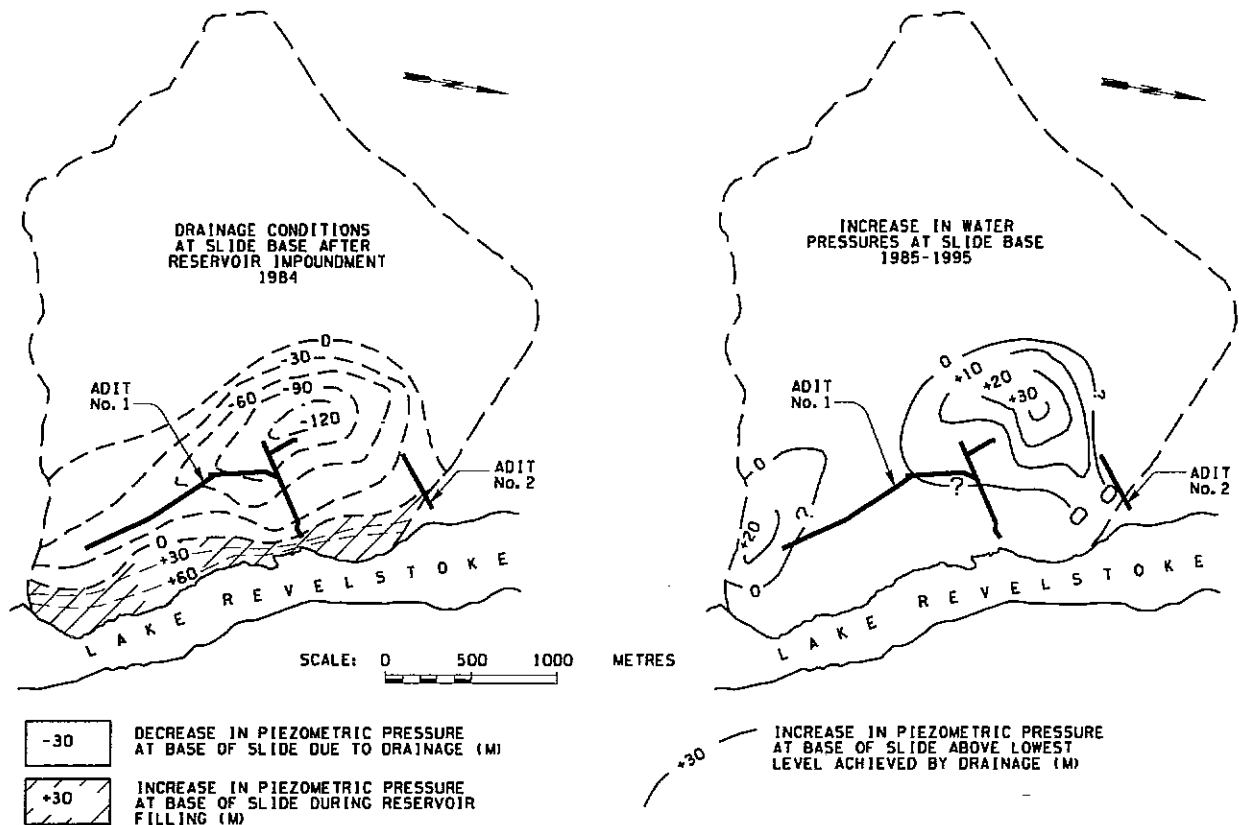 DRAINAGE CONDITIONS
AT SLIDE BASE AFTER
RESERVOIR IMPOUNDMENT
1984
0
-30
-90
-60
-120
ADIT
No. 1
ADIT
No. 2
0
+30
+60
LAKE REVELSTOKE
INCREASE IN WATER
PRESSURES AT SLIDE BASE
1985-1995
0
+10
+20
+30
?
ADIT
No. 1
ADIT
No. 2
0
?
?
0
0
+20
0
LAKE REVELSTOKE
SCALE: 0 500 1000 METRES
-30
DECREASE IN PIEZOMETRIC PRESSURE
AT BASE OF SLIDE DUE TO DRAINAGE (M)
+30
INCREASE IN PIEZOMETRIC PRESSURE
AT BASE OF SLIDE DURING RESERVOIR
FILLING (M)
+30
INCREASE IN PIEZOMETRIC PRESSURE
AT BASE OF SLIDE ABOVE LOWEST
LEVEL ACHIEVED BY DRAINAGE (M)